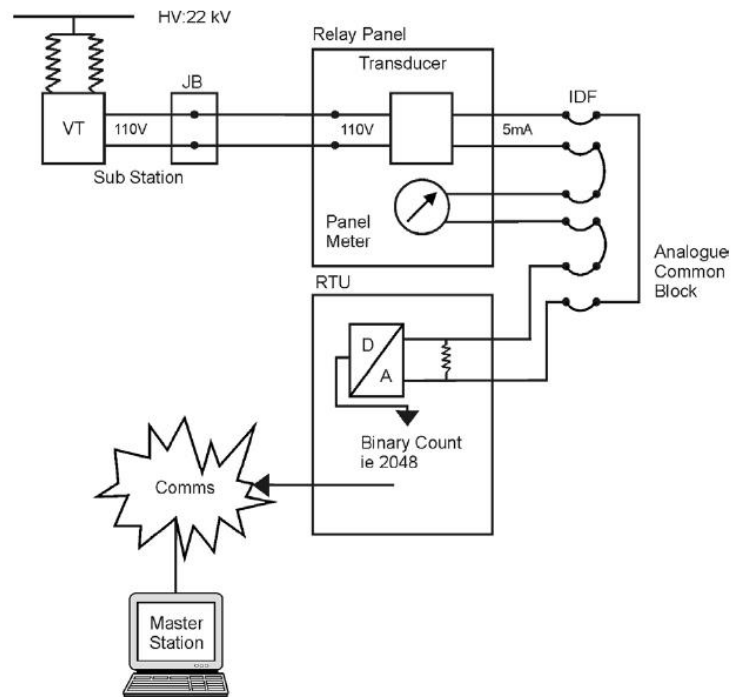 HV:22 kV
Relay Panel
Transducer
JB
IDF
VT
110V
110V
5mA
Sub Station
Panel
Meter
Analogue
Common
Block
RTU
D
A
Binary Count
ie 2048
Comms
Master
Station